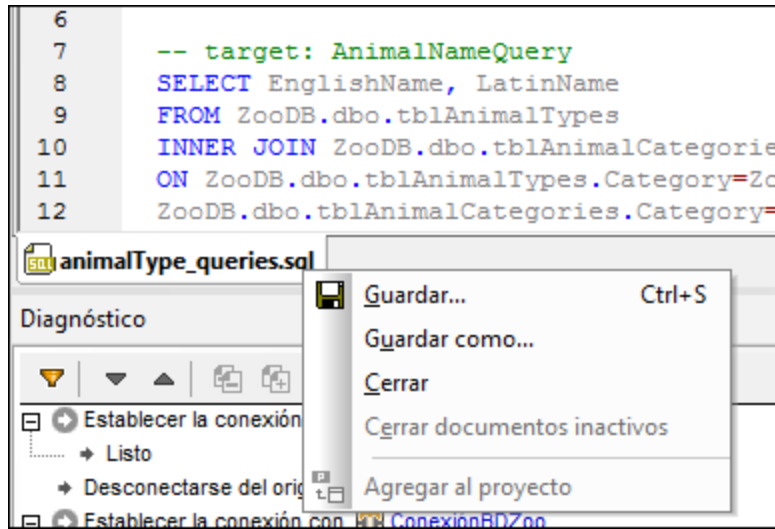 6
7 -- target: AnimalNameQuery
8 SELECT EnglishName, LatinName
9 FROM ZooDB.dbo.tblAnimalTypes
10 INNER JOIN ZooDB.dbo.tblAnimalCategorie
11 ON ZooDB.dbo.tblAnimalTypes.Category=Zo
12 ZooDB.dbo.tblAnimalCategories.Category=
animalType_queries.sql
Guardar... Ctrl+S
Diagnóstico
Guardar como...
Cerrar
Establecer la conexión
Cerrar documentos inactivos
Listo
Desconectarse del orig
Agregar al proyecto
Establecer la conexión con ConexiónBDZoo